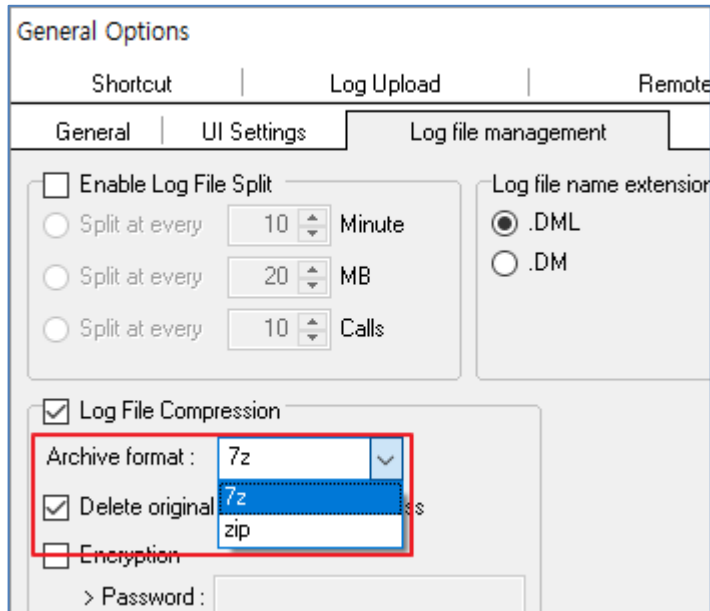 General Options
Shortcut Log Upload Remote
General UI Settings Log file management
Enable Log File Split
Split at every 10 Minute
Split at every 20 MB
Split at every 10 Calls
Log file name extension
.DML
.DM
Log File Compression
Archive format : 7z
7z
zip
Delete original ss
Encryption
> Password :